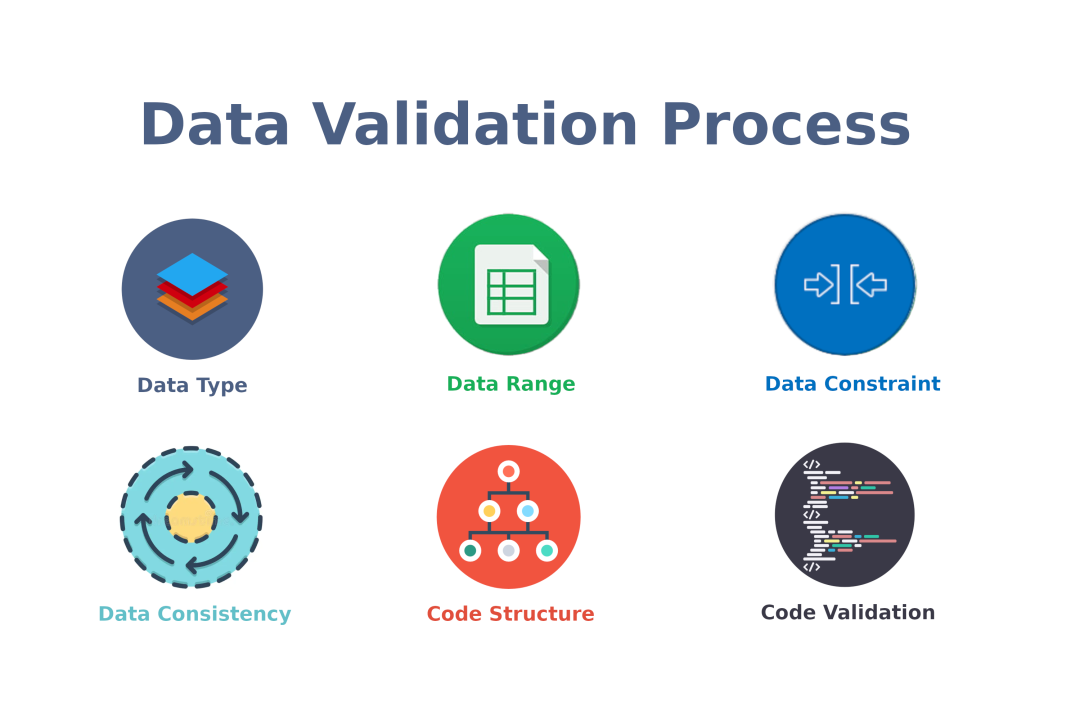 Data Validation Process
Data Type
Data Range
Data Constraint
</>
</>
</>
Data Consistency
Code Structure
Code Validation